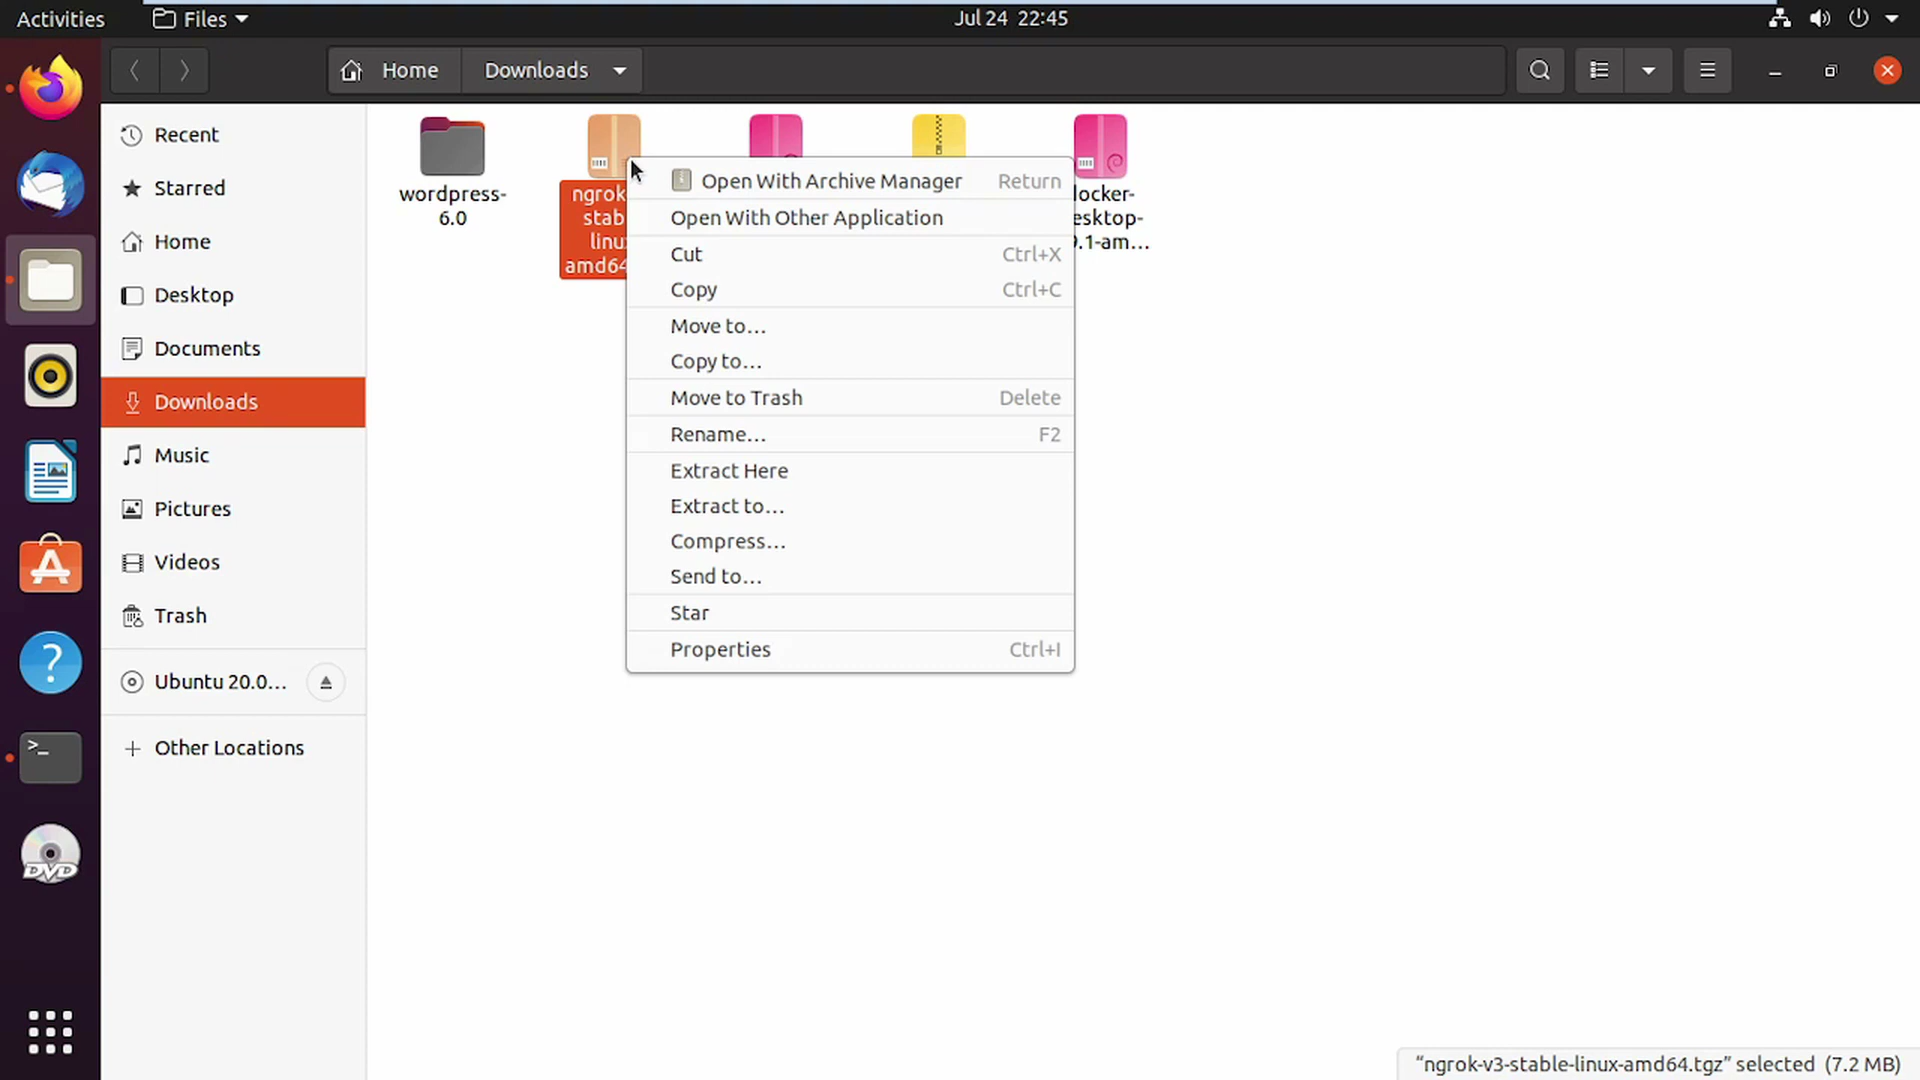 Activities
Files
Jul 24 22:45
Home
Downloads
Recent
Starred
Home
Desktop
Documents
Downloads
Music
Pictures
Videos
Trash
Ubuntu 20.0...
+ Other Locations
wordpress-
6.0
ngrok-
stab
linux
amd64
locker-
esktop-
9.1-am...
Open With Archive Manager Return
Open With Other Application
Cut Ctrl+X
Copy Ctrl+C
Move to...
Copy to...
Move to Trash Delete
Rename... F2
Extract Here
Extract to...
Compress...
Send to...
Star
Properties Ctrl+I
DVD
"ngrok-v3-stable-linux-amd64.tgz" selected (7.2 MB)